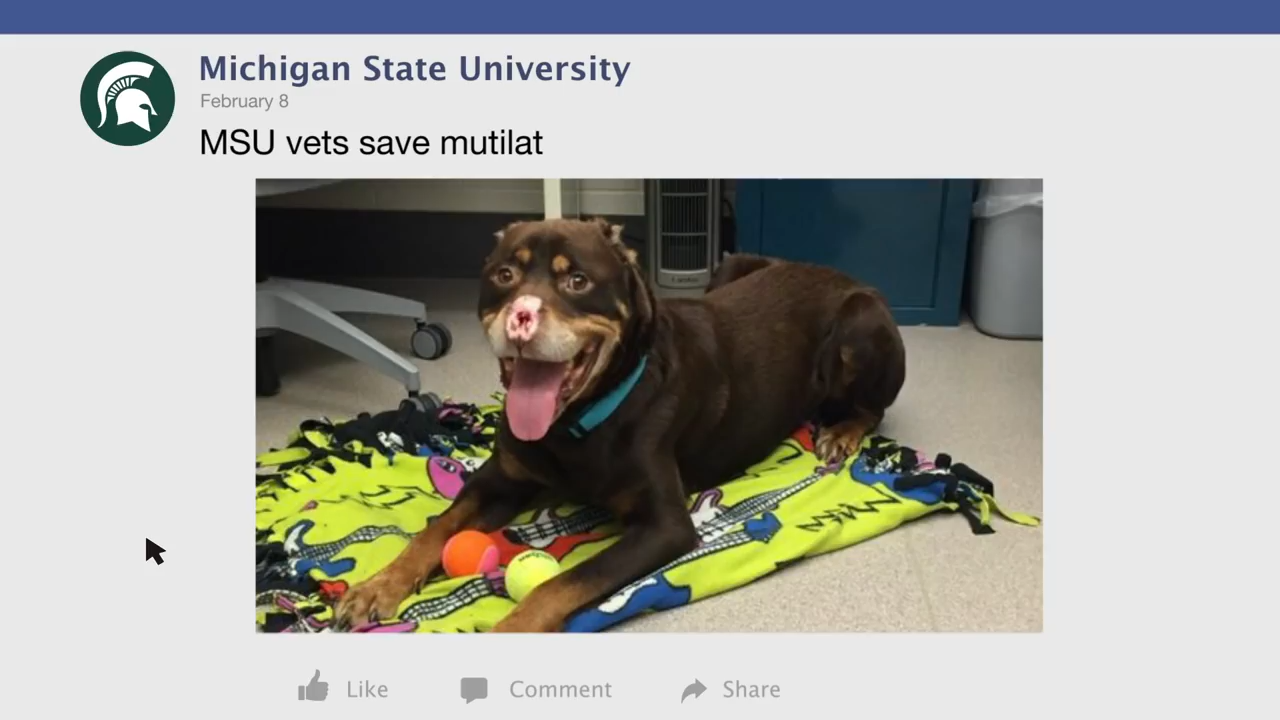 Michigan State University
February 8
MSU vets save mutilat
Like
Comment
Share